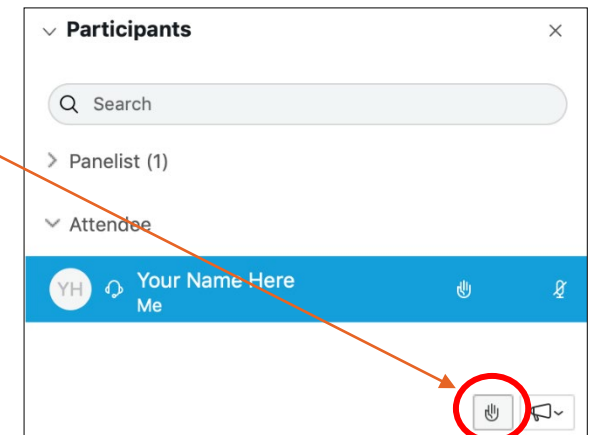 Participants
Search
Panelist (1)
Attendee
YH
Your Name Here
Me